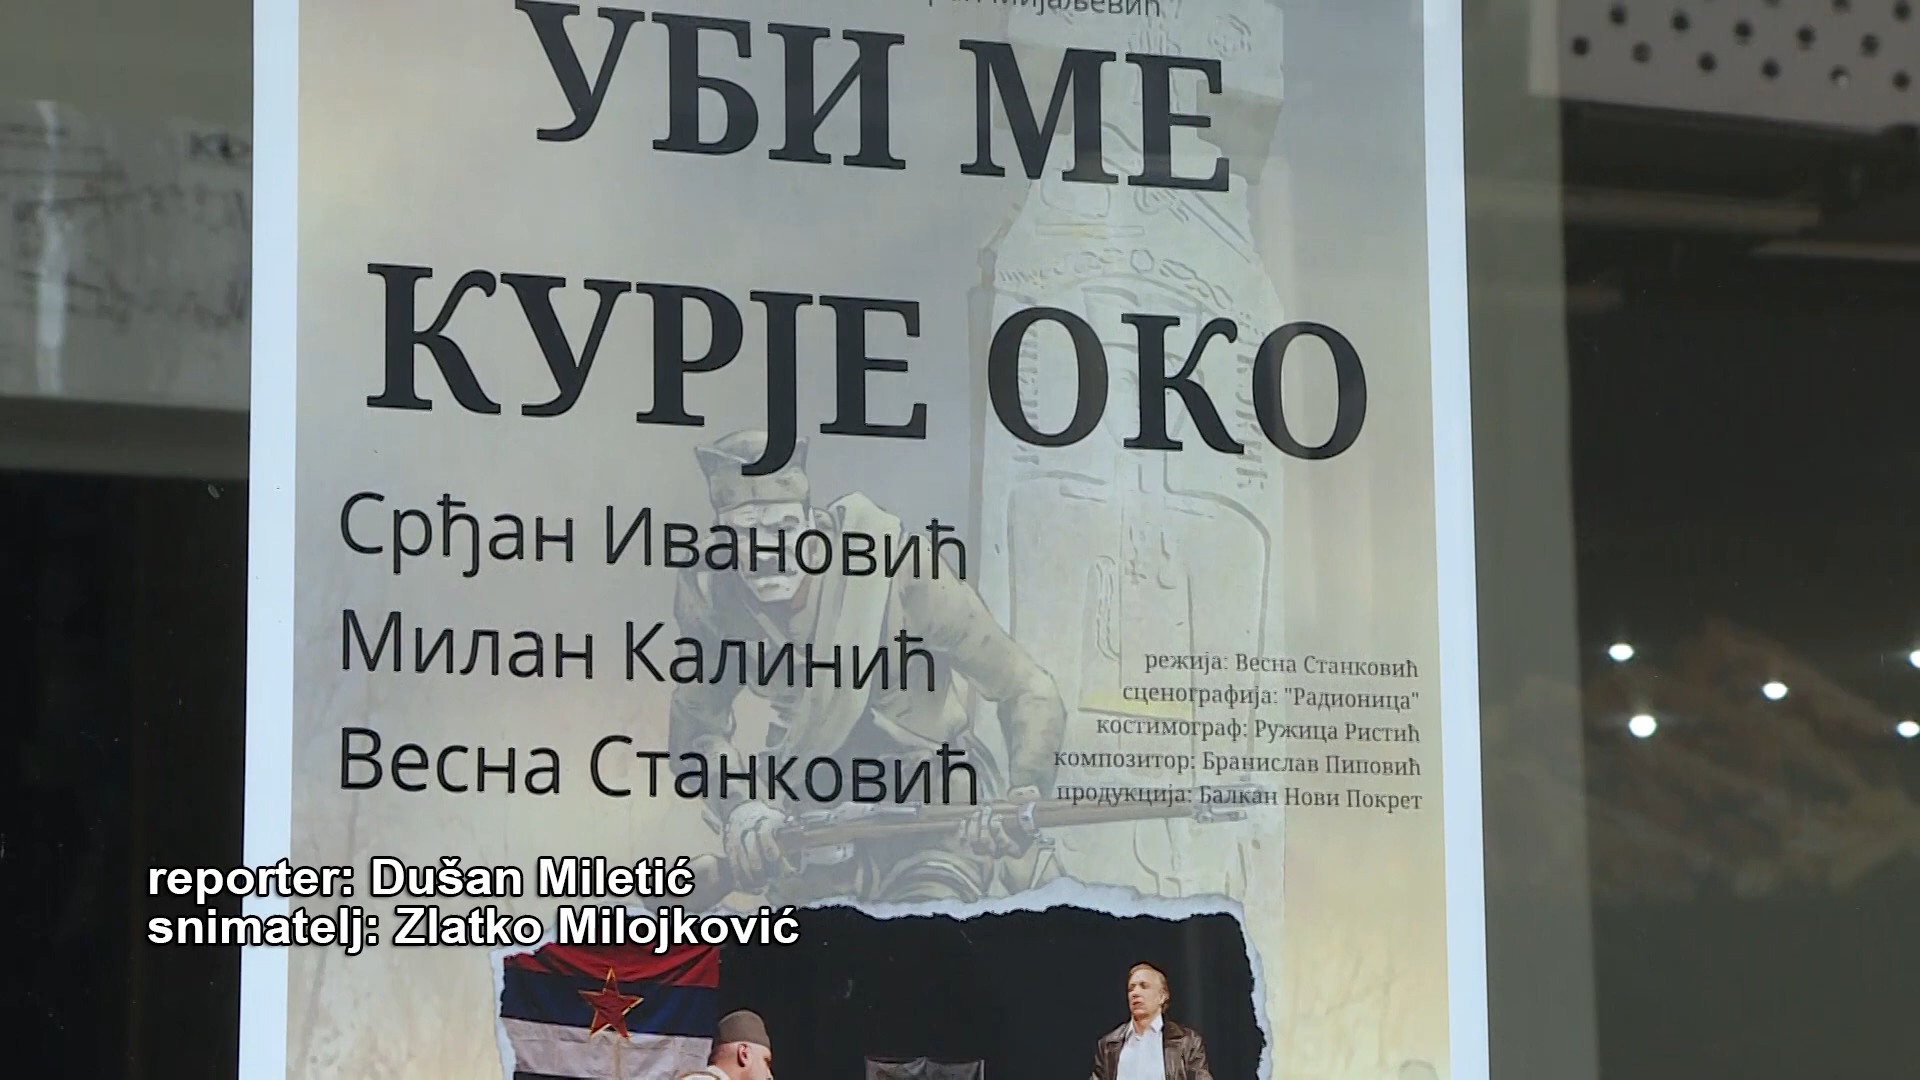 УБИ МЕ
КУРЈЕ ОКО
Срђан Ивановић
Милан Калинић
Весна Станковић
режија: Весна Станковић
сценографија: "Радионица"
костимограф: Ружица Ристић
композитор: Бранислав Пиповић
продукција: Балкан Нови Покрет
reporter: Dušan Miletić
snimatelj: Zlatko Milojković